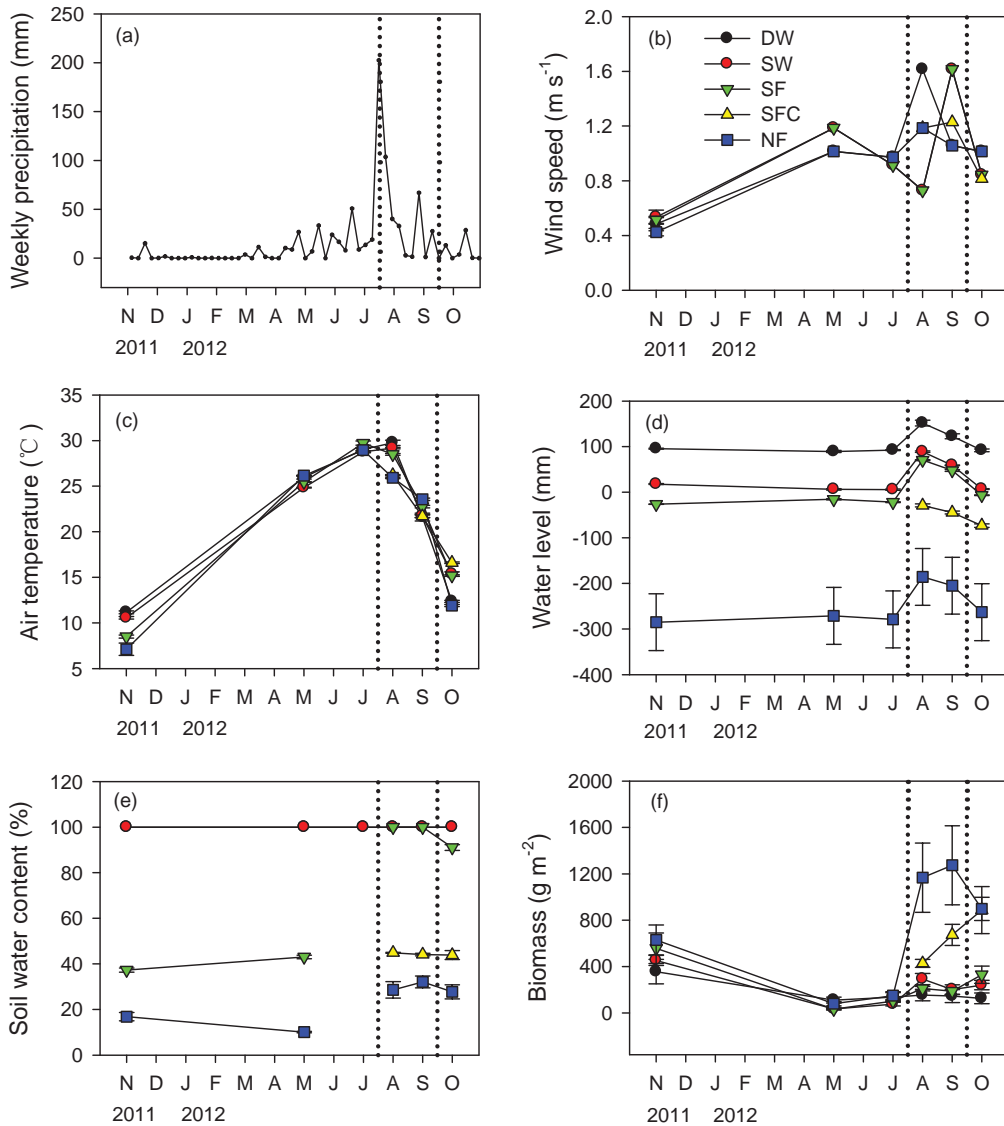 (a)
Weekly precipitation (mm)
250
200
150
100
50
0
N D J F M A M J J A S O
2011 2012
(b)
Wind speed (m s-1)
2.0
1.6
1.2
0.8
0.4
0.0
DW
SW
SF
SFC
NF
N D J F M A M J J A S O
2011 2012
(c)
Air temperature (℃)
35
30
25
20
15
10
5
N D J F M A M J J A S O
2011 2012
(d)
Water level (mm)
200
100
0
-100
-200
-300
-400
N D J F M A M J J A S O
2011 2012
(e)
Soil water content (%)
120
100
80
60
40
20
0
N D J F M A M J J A S O
2011 2012
(f)
Biomass (g m-2)
2000
1600
1200
800
400
0
N D J F M A M J J A S O
2011 2012